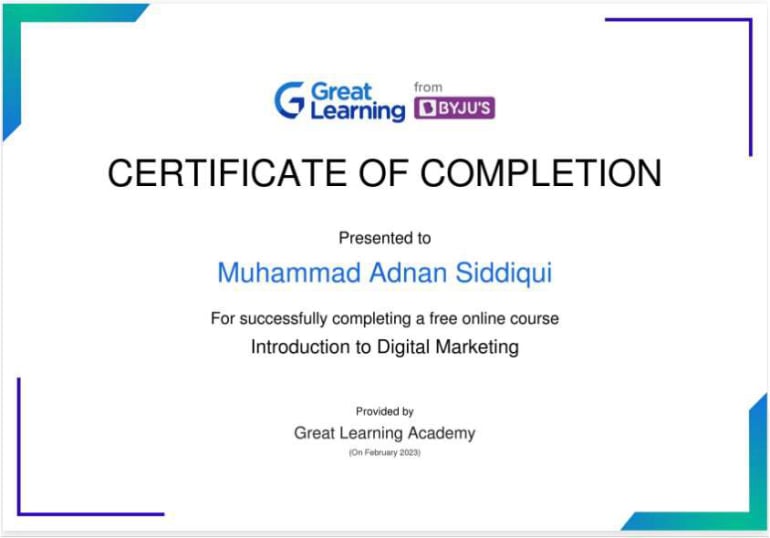 Great Learning
from
BYJU'S
CERTIFICATE OF COMPLETION
Presented to
Muhammad Adnan Siddiqui
For successfully completing a free online course
Introduction to Digital Marketing
Provided by
Great Learning Academy
(On February 2023)